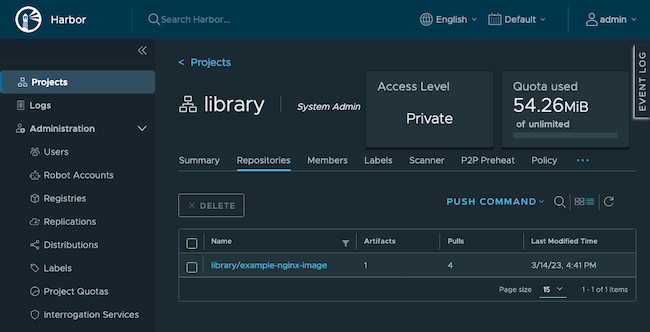 Harbor
Search Harbor...
English
Default
admin
EVENT LOG
Projects
Logs
Administration
Users
Robot Accounts
Registries
Replications
Distributions
Labels
Project Quotas
Interrogation Services
< Projects
library
System Admin
Access Level
Private
Quota used
54.26MiB
of unlimited
Summary Repositories Members Labels Scanner P2P Preheat Policy ...
× DELETE
PUSH COMMAND
Name Artifacts Pulls Last Modified Time
library/example-nginx-image 1 4 3/14/23, 4:41 PM
Page size 15 1 - 1 of 1 items